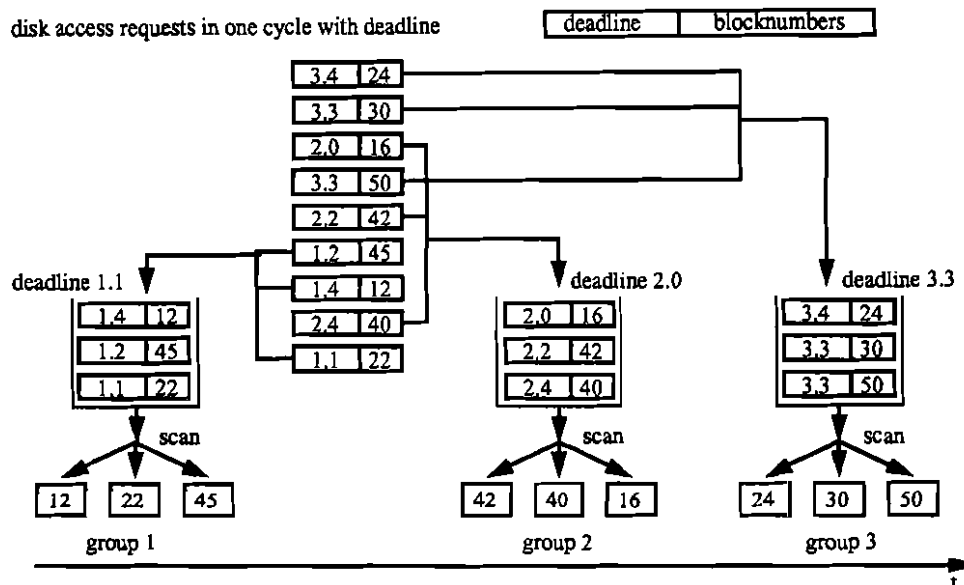 disk access requests in one cycle with deadline
deadline blocknumbers
3.4 24
3.3 30
2.0 16
3.3 50
2.2 42
1.2 45
1.4 12
2.4 40
1.1 22
deadline 1.1
1.4 12
1.2 45
1.1 22
scan
12 22 45
group 1
deadline 2.0
2.0 16
2.2 42
2.4 40
scan
42 40 16
group 2
deadline 3.3
3.4 24
3.3 30
3.3 50
scan
24 30 50
group 3
t